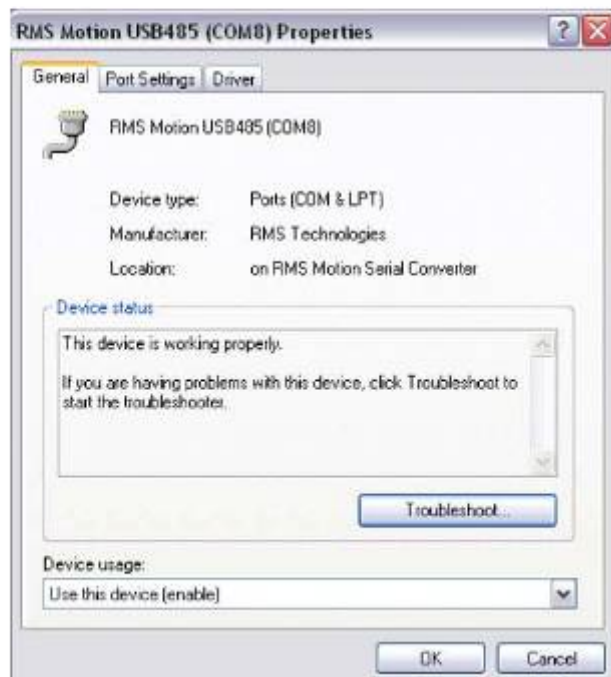 RMS Motion USB485 (COM8) Properties
General Port Settings Driver
RMS Motion USB485 (COM8)
Device type: Ports (COM & LPT)
Manufacturer: RMS Technologies
Location: on RMS Motion Serial Converter
Device status
This device is working properly.
If you are having problems with this device, click Troubleshoot to
start the troubleshooter.
Troubleshoot...
Device usage:
Use this device (enable)
OK Cancel